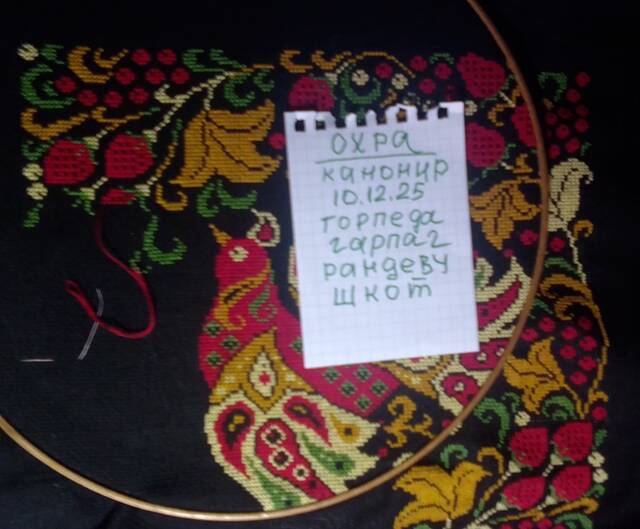 ОХРА
канонир
10.12.25
торпеда
гарпаг
рандеву
шкот